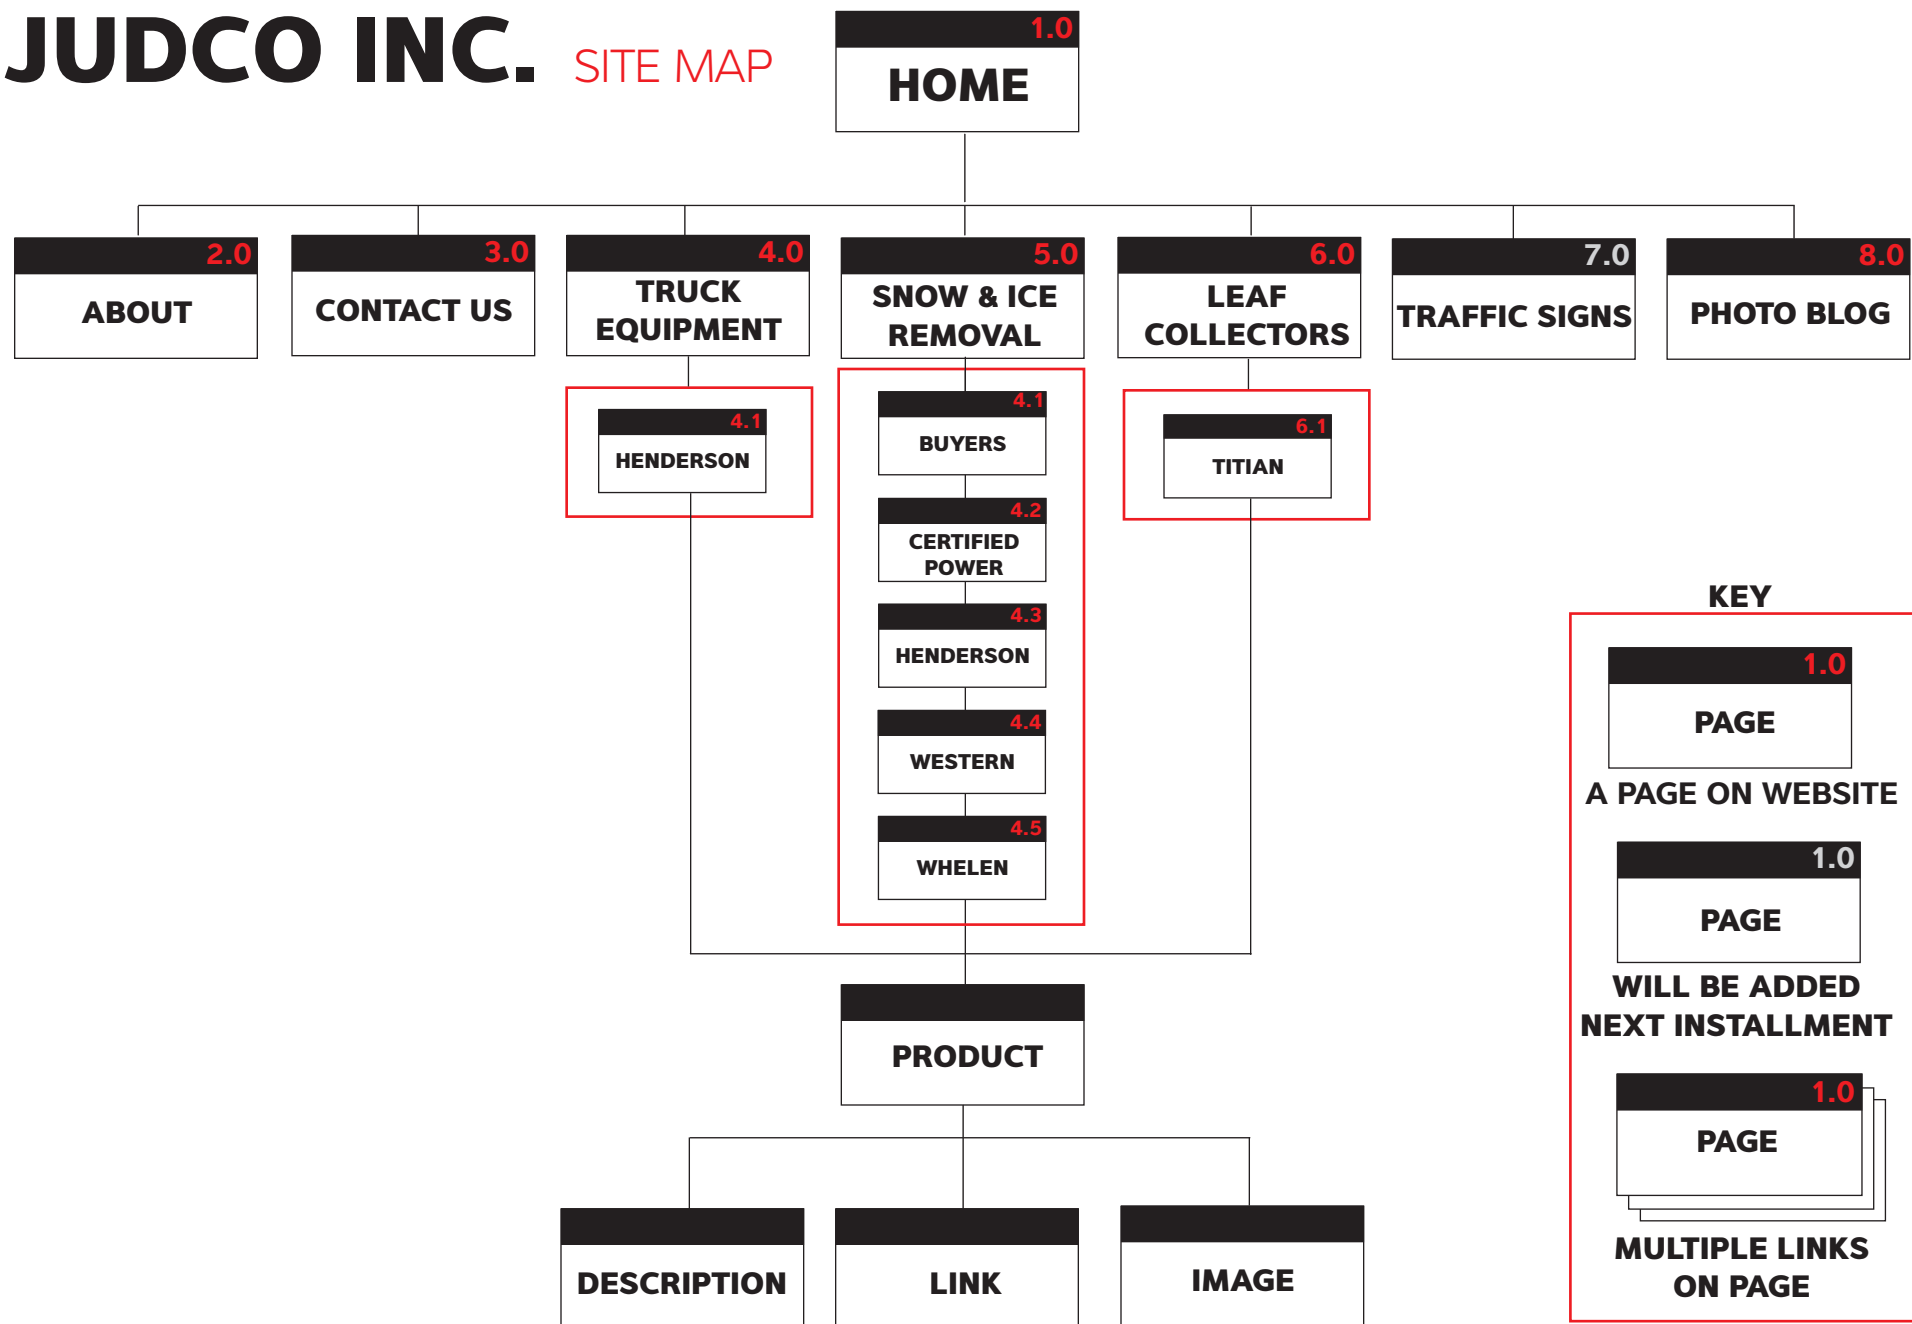 JUDCO INC. SITE MAP
1.0
HOME
2.0
ABOUT
3.0
CONTACT US
4.0
TRUCK
EQUIPMENT
5.0
SNOW & ICE
REMOVAL
6.0
LEAF
COLLECTORS
7.0
TRAFFIC SIGNS
8.0
PHOTO BLOG
4.1
HENDERSON
4.1
BUYERS
4.2
CERTIFIED
POWER
4.3
HENDERSON
4.4
WESTERN
4.5
WHELEN
6.1
TITIAN
PRODUCT
DESCRIPTION
LINK
IMAGE
KEY
1.0
PAGE
A PAGE ON WEBSITE
1.0
PAGE
WILL BE ADDED
NEXT INSTALLMENT
1.0
PAGE
MULTIPLE LINKS
ON PAGE